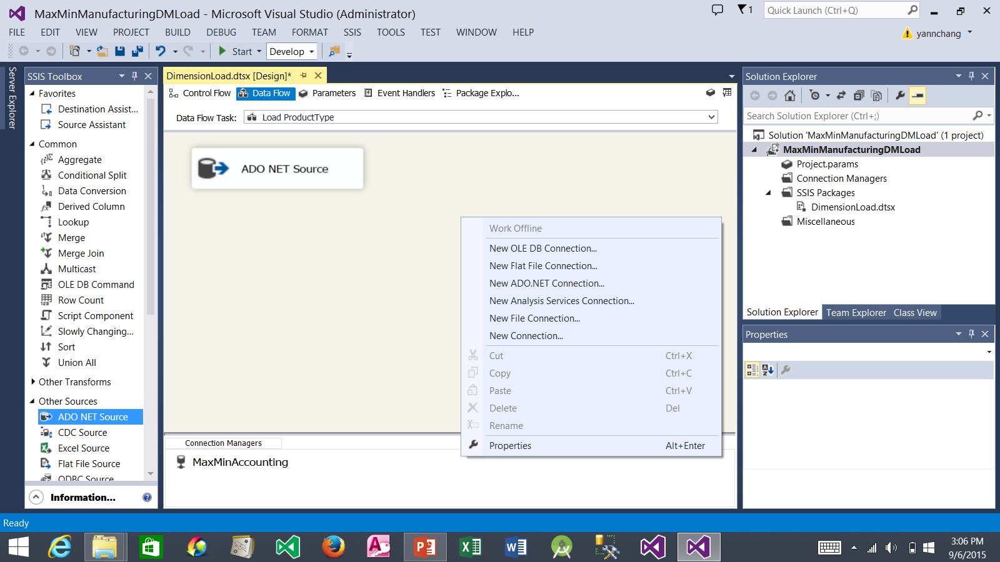 MaxMinManufacturingDMLoad - Microsoft Visual Studio (Administrator)
1
Quick Launch (Ctrl+Q)
FILE EDIT VIEW PROJECT BUILD DEBUG TEAM FORMAT SSIS TOOLS TEST WINDOW HELP
yannchang
Start
Develop
Server Explorer
SSIS Toolbox
Favorites
Destination Assist...
Source Assistant
Common
Aggregate
Conditional Split
Data Conversion
Derived Column
Lookup
Merge
Merge Join
Multicast
OLE DB Command
Row Count
Script Component
Slowly Changing...
Sort
Union All
Other Transforms
Other Sources
ADO NET Source
CDC Source
Excel Source
Flat File Source
ODBC Source
Information...
DimensionLoad.dtsx [Design]*
Control Flow Data Flow Parameters Event Handlers Package Explo...
Data Flow Task: Load ProductType
ADO NET Source
Work Offline
New OLE DB Connection...
New Flat File Connection...
New ADO.NET Connection...
New Analysis Services Connection...
New File Connection...
New Connection...
Cut Ctrl+X
Copy Ctrl+C
Paste Ctrl+V
Delete Del
Rename
Properties Alt+Enter
Connection Managers
MaxMinAccounting
Solution Explorer
Search Solution Explorer (Ctrl+;)
Solution 'MaxMinManufacturingDMLoad' (1 project)
MaxMinManufacturingDMLoad
Project.params
Connection Managers
SSIS Packages
DimensionLoad.dtsx
Miscellaneous
Solution Explorer Team Explorer Class View
Properties
Ready
3:06 PM
9/6/2015